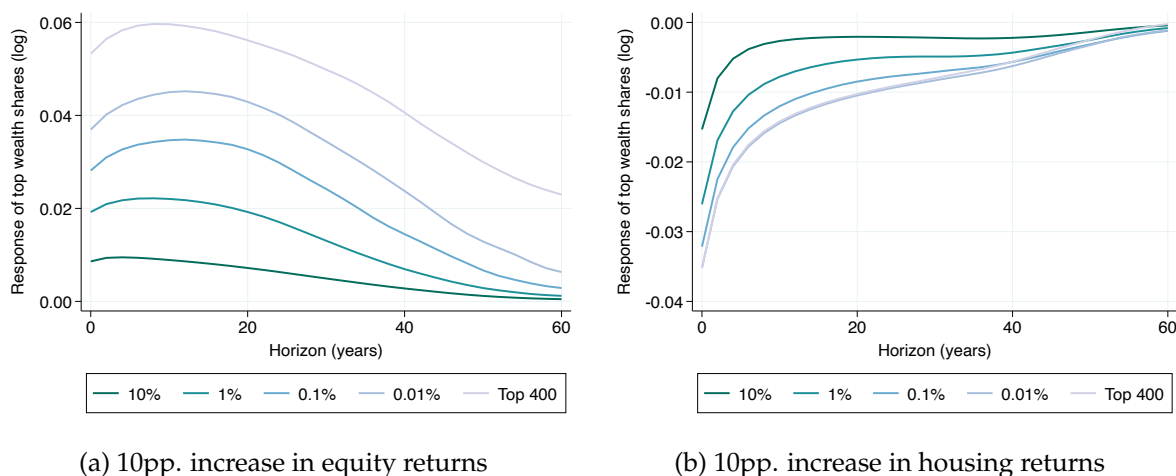 Response of top wealth shares (log)
0.06
0.04
0.02
0.00
0 20 40 60
Horizon (years)
10% 1% 0.1% 0.01% Top 400
(a) 10pp. increase in equity returns
Response of top wealth shares (log)
0.00
-0.01
-0.02
-0.03
-0.04
0 20 40 60
Horizon (years)
10% 1% 0.1% 0.01% Top 400
(b) 10pp. increase in housing returns